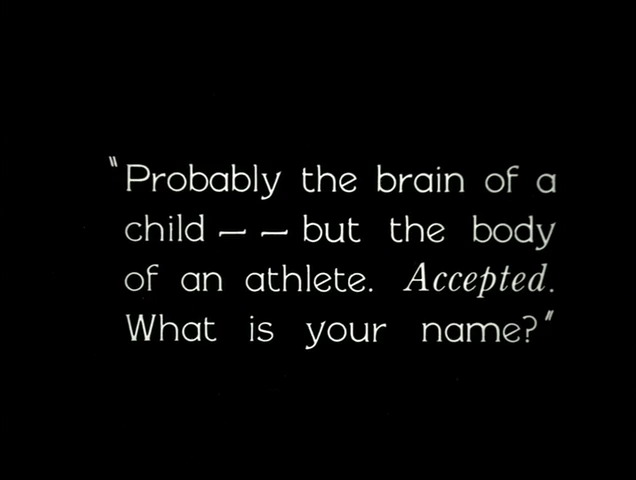 "Probably the brain of a
child — — but the body
of an athlete. Accepted.
What is your name?"